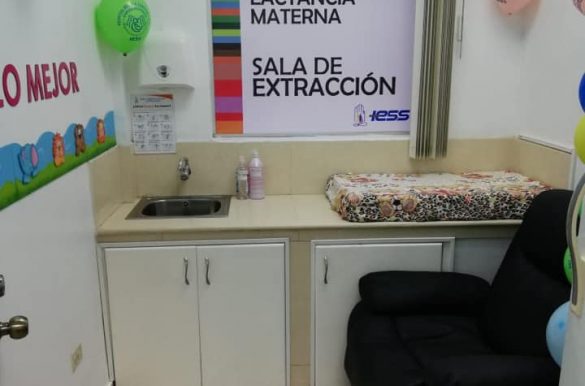 LACTANCIA
MATERNA
SALA DE
EXTRACCIÓN
IESS
LO MEJOR